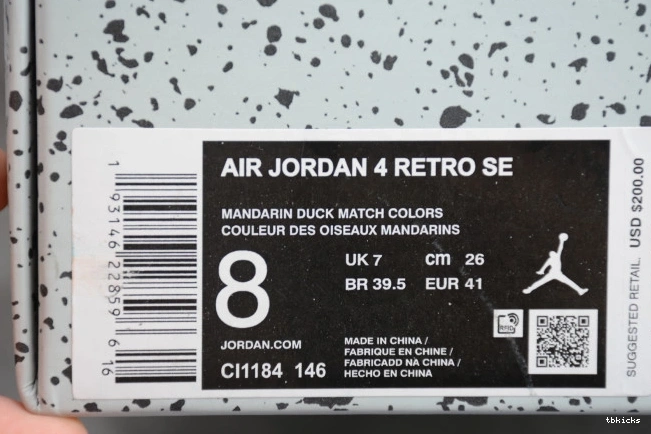 AIR JORDAN 4 RETRO SE
MANDARIN DUCK MATCH COLORS
COULEUR DES OISEAUX MANDARINS
8
UK 7 cm 26
BR 39.5 EUR 41
JORDAN.COM
CI1184 146
MADE IN CHINA /
FABRIQUE EN CHINE /
FABRICADO NA CHINA /
HECHO EN CHINA
RFID
SUGGESTED RETAIL USD $200.00
1 93146 22859 616
tbkicks